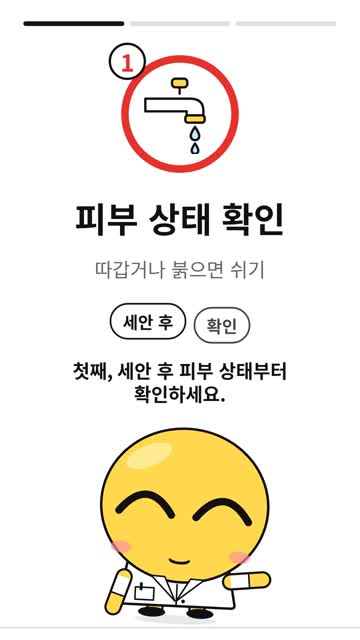 1
피부 상태 확인
따갑거나 붉으면 쉬기
세안 후 확인
첫째, 세안 후 피부 상태부터
확인하세요.